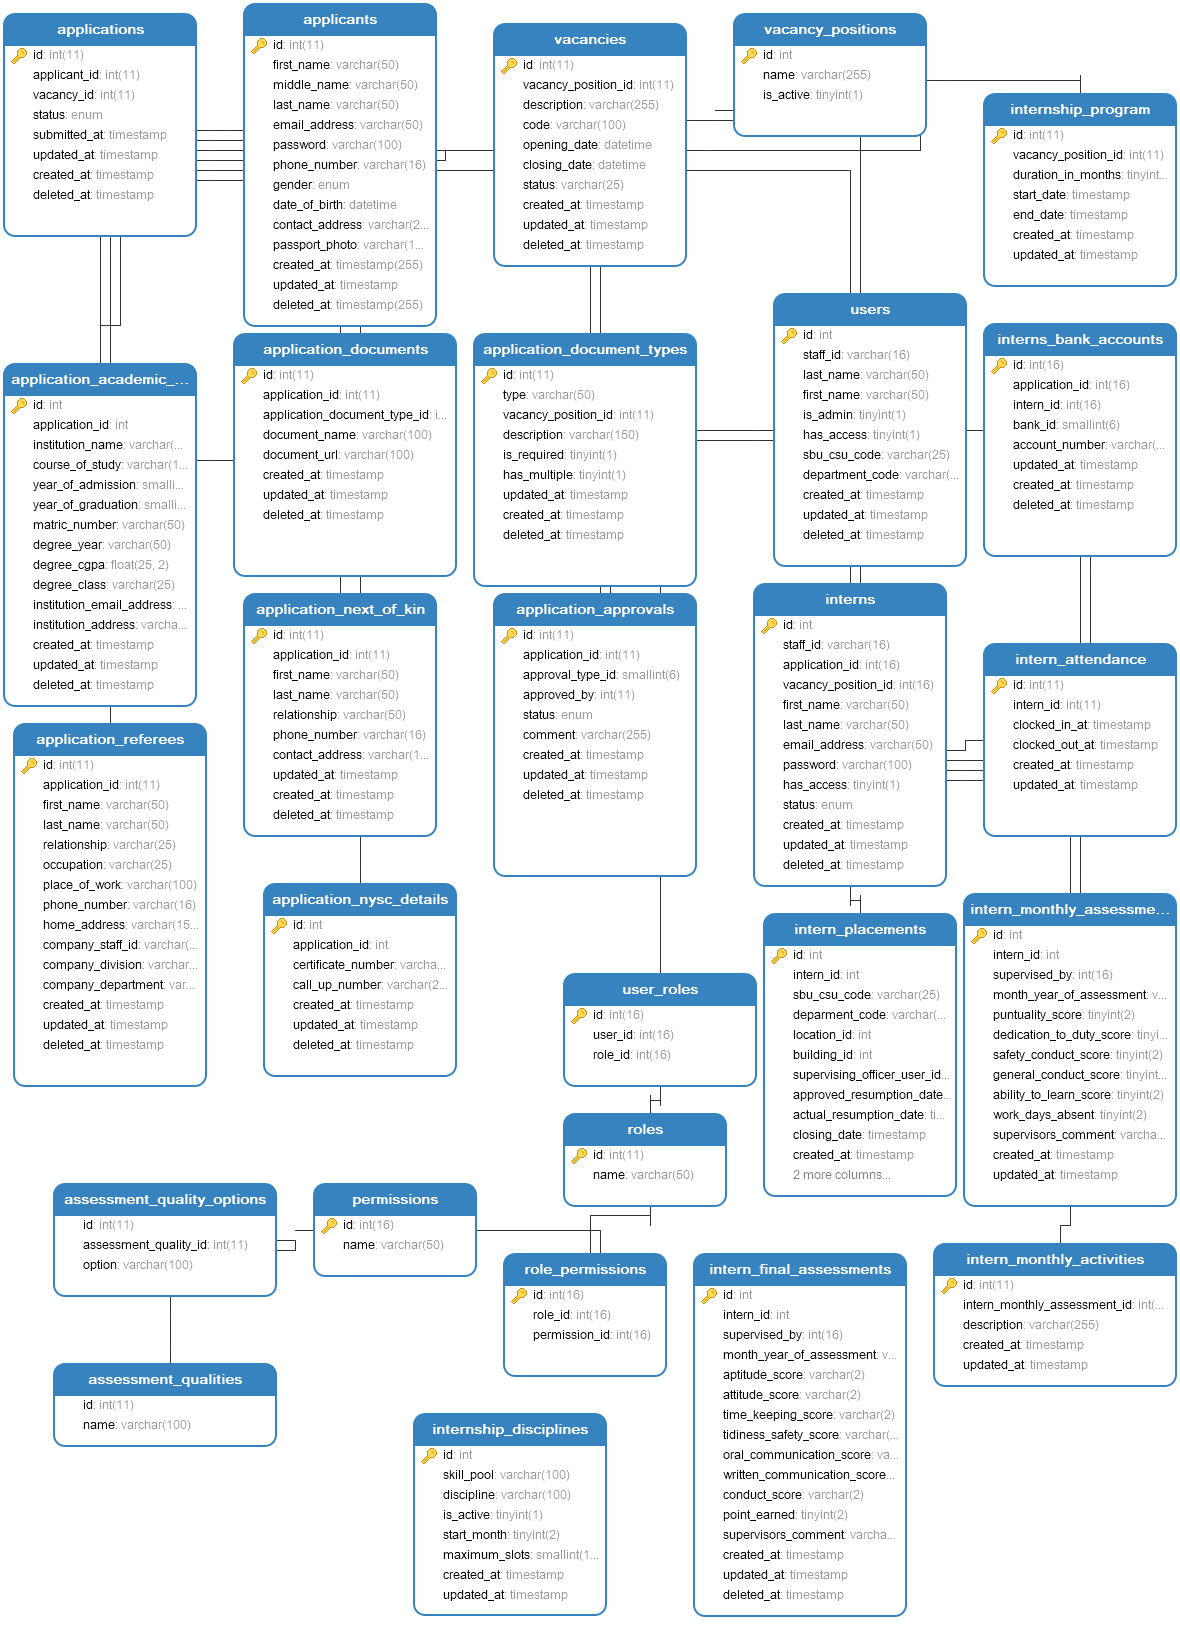 applications
id: int(11)
applicant_id: int(11)
vacancy_id: int(11)
status: enum
submitted_at: timestamp
updated_at: timestamp
created_at: timestamp
deleted_at: timestamp
applicants
id: int(11)
first_name: varchar(50)
middle_name: varchar(50)
last_name: varchar(50)
email_address: varchar(50)
password: varchar(100)
phone_number: varchar(16)
gender: enum
date_of_birth: datetime
contact_address: varchar(2...
passport_photo: varchar(1...
created_at: timestamp(255)
updated_at: timestamp
deleted_at: timestamp(255)
vacancies
id: int(11)
vacancy_position_id: int(11)
description: varchar(255)
code: varchar(100)
opening_date: datetime
closing_date: datetime
status: varchar(25)
created_at: timestamp
updated_at: timestamp
deleted_at: timestamp
vacancy_positions
id: int
name: varchar(255)
is_active: tinyint(1)
internship_program
id: int(11)
vacancy_position_id: int(11)
duration_in_months: tinyint...
start_date: timestamp
end_date: timestamp
created_at: timestamp
updated_at: timestamp
application_academic_...
id: int
application_id: int
institution_name: varchar(...
course_of_study: varchar(1...
year_of_admission: smalli...
year_of_graduation: smalli...
matric_number: varchar(50)
degree_year: varchar(50)
degree_cgpa: float(25, 2)
degree_class: varchar(25)
institution_email_address: ...
institution_address: varcha...
created_at: timestamp
updated_at: timestamp
deleted_at: timestamp
application_documents
id: int(11)
application_id: int(11)
application_document_type_id: i...
document_name: varchar(100)
document_url: varchar(100)
created_at: timestamp
updated_at: timestamp
deleted_at: timestamp
application_document_types
id: int(11)
type: varchar(50)
vacancy_position_id: int(11)
description: varchar(150)
is_required: tinyint(1)
has_multiple: tinyint(1)
updated_at: timestamp
created_at: timestamp
deleted_at: timestamp
users
id: int
staff_id: varchar(16)
last_name: varchar(50)
first_name: varchar(50)
is_admin: tinyint(1)
has_access: tinyint(1)
sbu_csu_code: varchar(25)
department_code: varchar(...
created_at: timestamp
updated_at: timestamp
deleted_at: timestamp
interns_bank_accounts
id: int(16)
application_id: int(16)
intern_id: int(16)
bank_id: smallint(6)
account_number: varchar(...
updated_at: timestamp
created_at: timestamp
deleted_at: timestamp
application_next_of_kin
id: int(11)
application_id: int(11)
first_name: varchar(50)
last_name: varchar(50)
relationship: varchar(50)
phone_number: varchar(16)
contact_address: varchar(1...
updated_at: timestamp
created_at: timestamp
deleted_at: timestamp
application_approvals
id: int(11)
application_id: int(11)
approval_type_id: smallint(6)
approved_by: int(11)
status: enum
comment: varchar(255)
created_at: timestamp
updated_at: timestamp
deleted_at: timestamp
interns
id: int
staff_id: varchar(16)
application_id: int(16)
vacancy_position_id: int(16)
first_name: varchar(50)
last_name: varchar(50)
email_address: varchar(50)
password: varchar(100)
has_access: tinyint(1)
status: enum
created_at: timestamp
updated_at: timestamp
deleted_at: timestamp
intern_attendance
id: int(11)
intern_id: int(11)
clocked_in_at: timestamp
clocked_out_at: timestamp
created_at: timestamp
updated_at: timestamp
application_referees
id: int(11)
application_id: int(11)
first_name: varchar(50)
last_name: varchar(50)
relationship: varchar(25)
occupation: varchar(25)
place_of_work: varchar(100)
phone_number: varchar(16)
home_address: varchar(15...
company_staff_id: varchar(...
company_division: varchar...
company_department: var...
created_at: timestamp
updated_at: timestamp
deleted_at: timestamp
application_nysc_details
id: int
application_id: int
certificate_number: varcha...
call_up_number: varchar(2...
created_at: timestamp
updated_at: timestamp
deleted_at: timestamp
user_roles
id: int(16)
user_id: int(16)
role_id: int(16)
intern_placements
id: int
intern_id: int
sbu_csu_code: varchar(25)
deparment_code: varchar(...
location_id: int
building_id: int
supervising_officer_user_id...
approved_resumption_date...
actual_resumption_date: ti...
closing_date: timestamp
created_at: timestamp
2 more columns...
intern_monthly_assessme...
id: int
intern_id: int
supervised_by: int(16)
month_year_of_assessment: v...
puntuality_score: tinyint(2)
dedication_to_duty_score: tinyi...
safety_conduct_score: tinyint(2)
general_conduct_score: tinyint...
ability_to_learn_score: tinyint(2)
work_days_absent: tinyint(2)
supervisors_comment: varcha...
created_at: timestamp
updated_at: timestamp
roles
id: int(11)
name: varchar(50)
assessment_quality_options
id: int(11)
assessment_quality_id: int(11)
option: varchar(100)
permissions
id: int(16)
name: varchar(50)
role_permissions
id: int(16)
role_id: int(16)
permission_id: int(16)
intern_final_assessments
id: int
intern_id: int
supervised_by: int(16)
month_year_of_assessment: v...
aptitude_score: varchar(2)
attitude_score: varchar(2)
time_keeping_score: varchar(2)
tidiness_safety_score: varchar(...
oral_communication_score: va...
written_communication_score...
conduct_score: varchar(2)
point_earned: tinyint(2)
supervisors_comment: varcha...
created_at: timestamp
updated_at: timestamp
deleted_at: timestamp
intern_monthly_activities
id: int(11)
intern_monthly_assessment_id: int(...
description: varchar(255)
created_at: timestamp
updated_at: timestamp
assessment_qualities
id: int(11)
name: varchar(100)
internship_disciplines
id: int
skill_pool: varchar(100)
discipline: varchar(100)
is_active: tinyint(1)
start_month: tinyint(2)
maximum_slots: smallint(1...
created_at: timestamp
updated_at: timestamp